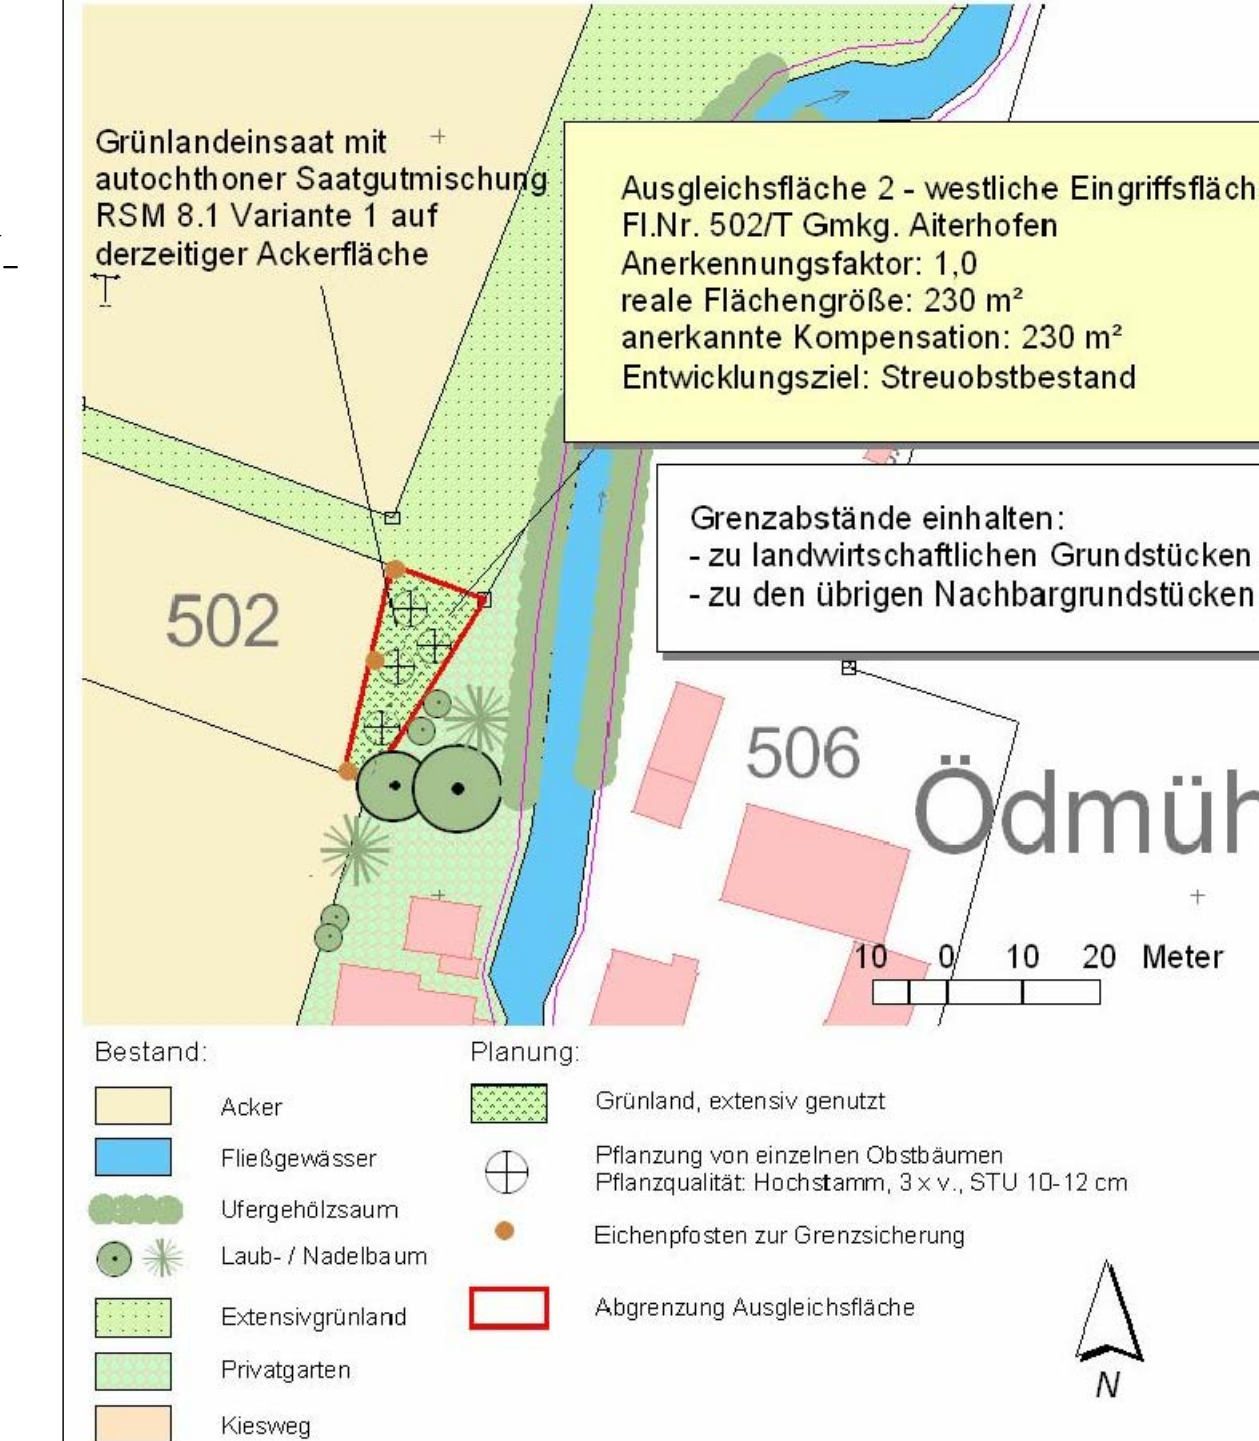 Grünlandeinsaat mit
autochthoner Saatgutmischung
RSM 8.1 Variante 1 auf
derzeitiger Ackerfläche
Ausgleichsfläche 2 - westliche Eingriffsfläch
Fl.Nr. 502/T Gmkg. Aiterhofen
Anerkennungsfaktor: 1,0
reale Flächengröße: 230 m²
anerkannte Kompensation: 230 m²
Entwicklungsziel: Streuobstbestand
Grenzabstände einhalten:
- zu landwirtschaftlichen Grundstücken
- zu den übrigen Nachbargrundstücken
502
506
Ödmüh
10 0 10 20 Meter
Bestand:
Acker
Fließgewässer
Ufergehölzsaum
Laub- / Nadelbaum
Extensivgrünland
Privatgarten
Kiesweg
Planung:
Grünland, extensiv genutzt
Pflanzung von einzelnen Obstbäumen
Pflanzqualität: Hochstamm, 3 x v., STU 10-12 cm
Eichenpfosten zur Grenzsicherung
Abgrenzung Ausgleichsfläche
N